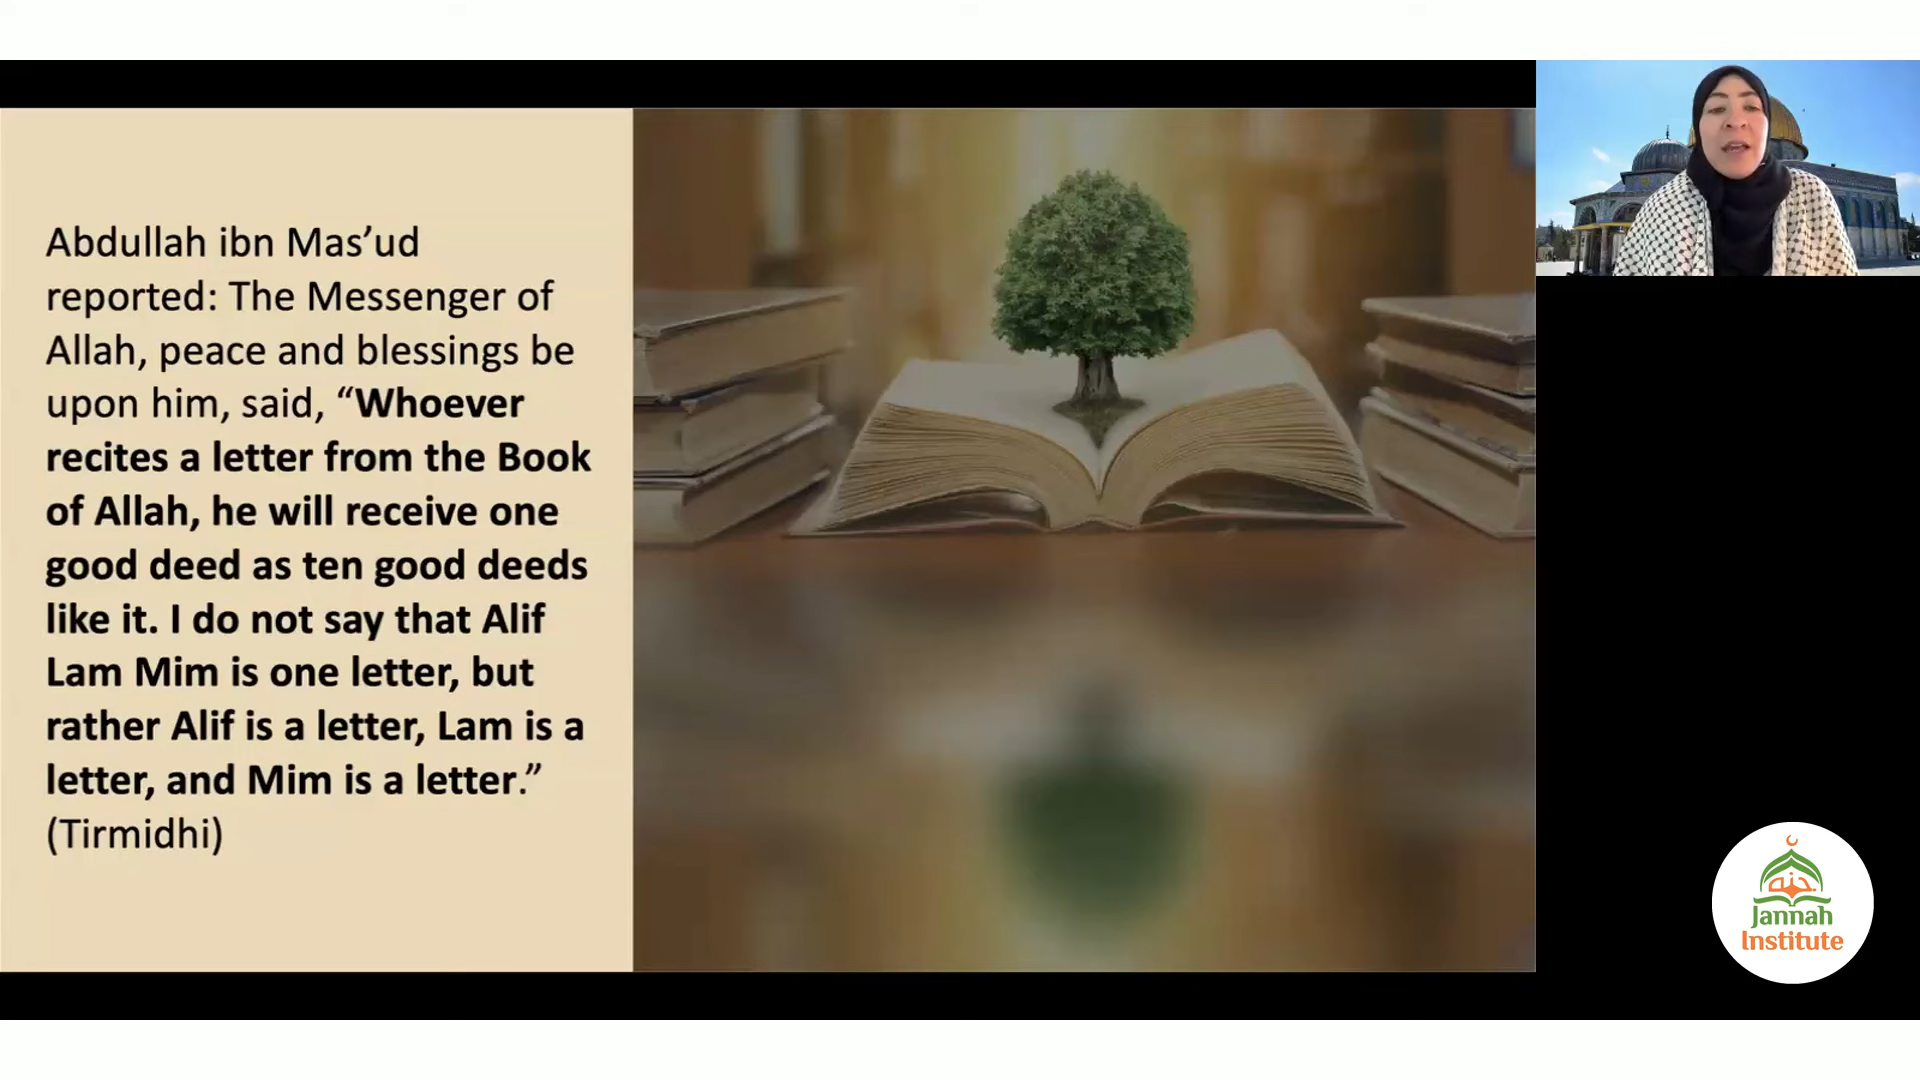 Abdullah ibn Mas’ud
reported: The Messenger of
Allah, peace and blessings be
upon him, said, “Whoever
recites a letter from the Book
of Allah, he will receive one
good deed as ten good deeds
like it. I do not say that Alif
Lam Mim is one letter, but
rather Alif is a letter, Lam is a
letter, and Mim is a letter.”
(Tirmidhi)
جنة
Jannah
Institute